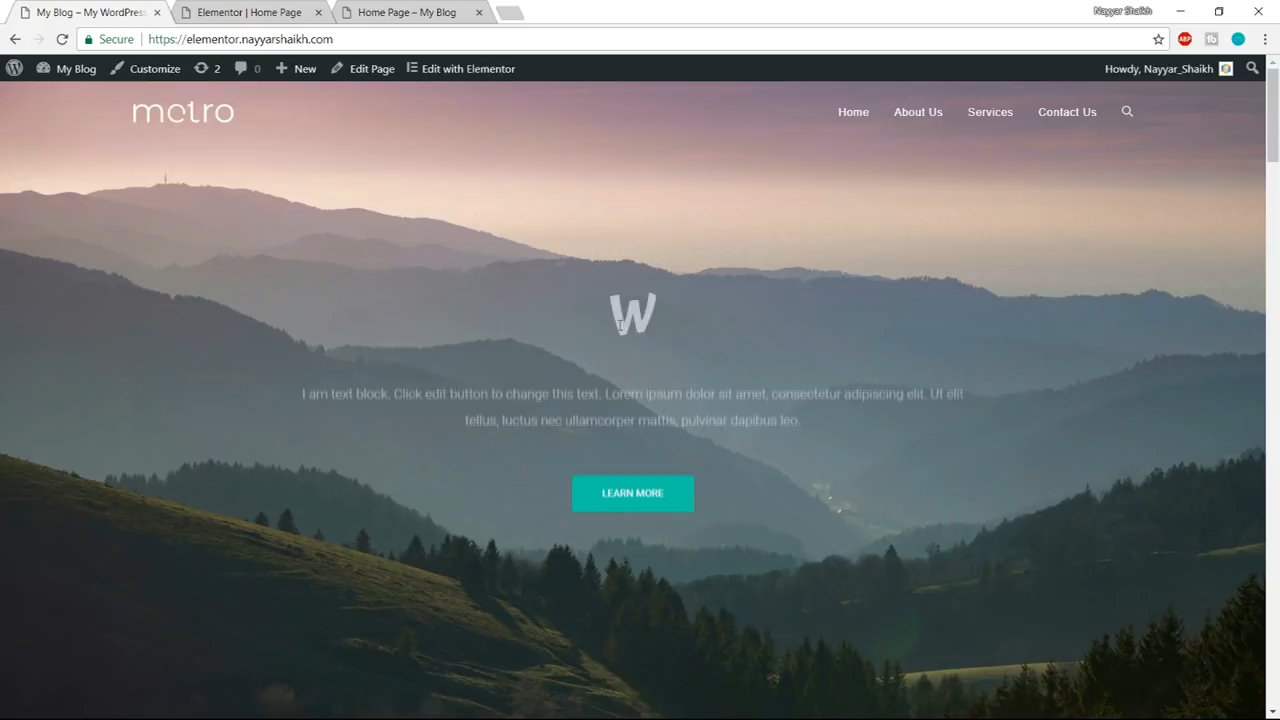 My Blog – My WordPres
Elementor | Home Page
Home Page – My Blog
Nayyar Shaikh
Secure
https://elementor.nayyarshaikh.com
ABP
My Blog
Customize
2
0
New
Edit Page
Edit with Elementor
Howdy, Nayyar_Shaikh
metro
Home
About Us
Services
Contact Us
W
I am text block. Click edit button to change this text. Lorem ipsum dolor sit amet, consectetur adipiscing elit. Ut elit
tellus, luctus nec ullamcorper mattis, pulvinar dapibus leo.
LEARN MORE